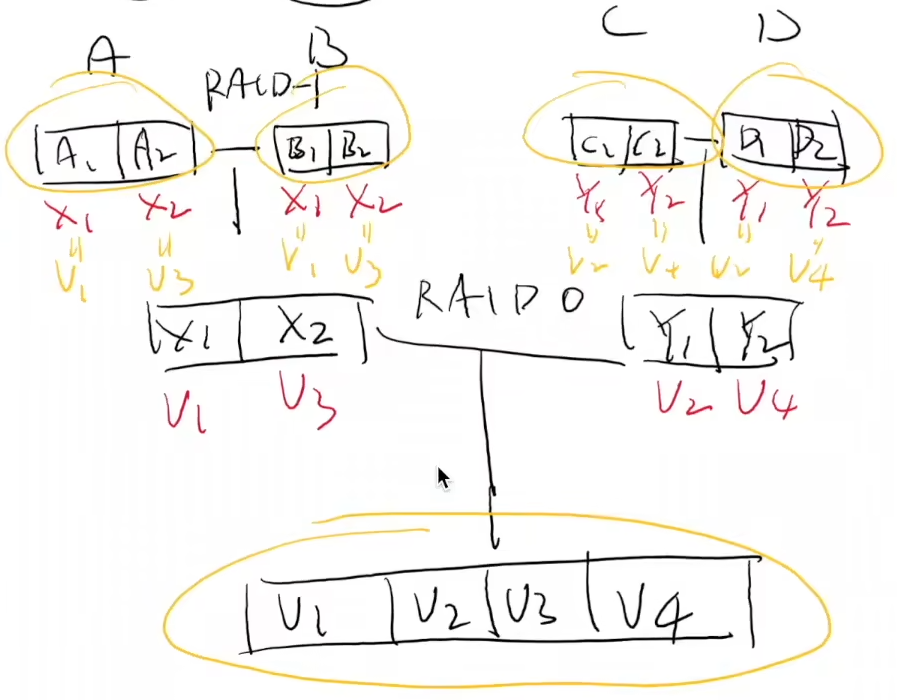 A B C D
RAID-1
A1 A2 B1 B2 C1 C2 D1 D2
X1 X2 X1 X2 Y1 Y2 Y1 Y2
V1 V3 V1 V3 V2 V4 V2 V4
RAID 0
X1 X2 Y1 Y2
V1 V3 V2 V4
V1 V2 V3 V4